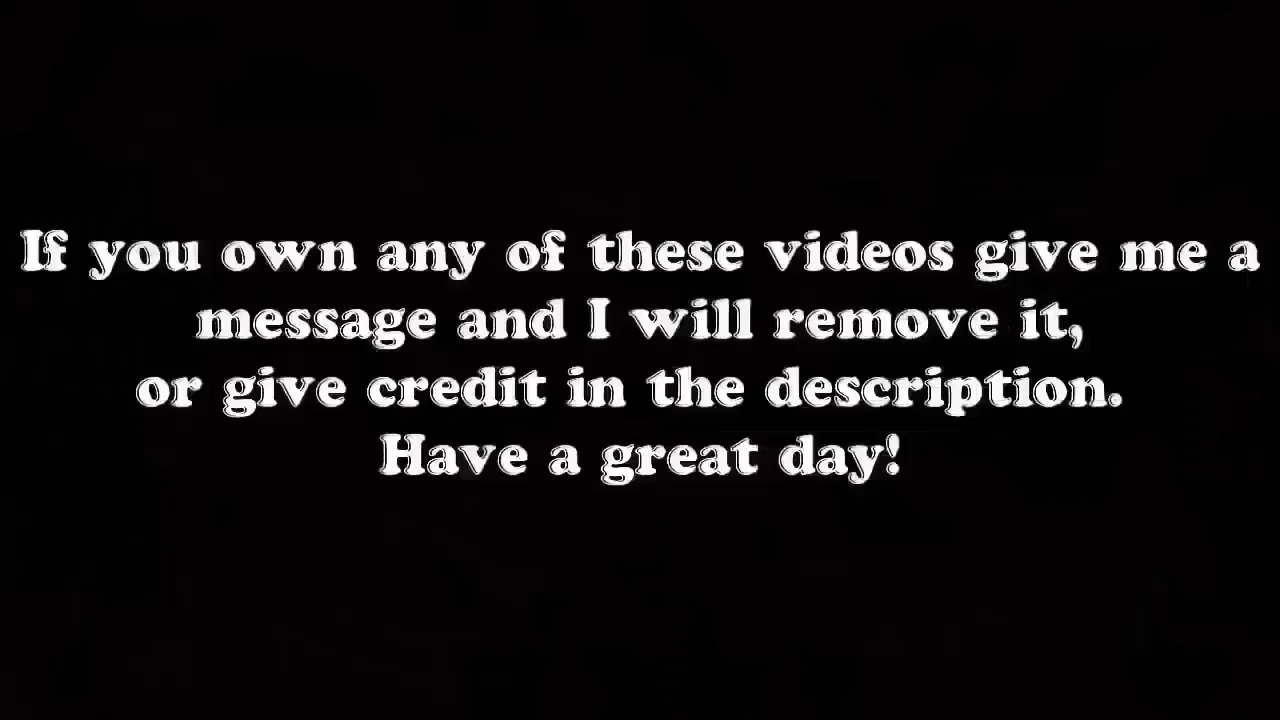 If you own any of these videos give me a
message and I will remove it,
or give credit in the description.
Have a great day!